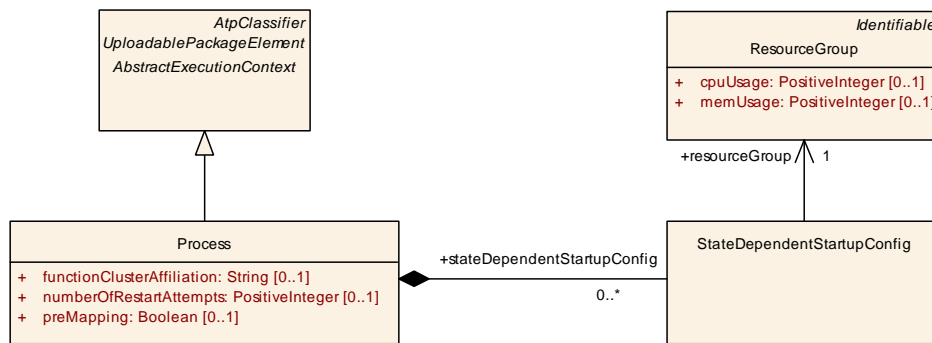 AtpClassifier
UploadablePackageElement
AbstractExecutionContext
Identifiable
ResourceGroup
+ cpuUsage: PositiveInteger [0..1]
+ memUsage: PositiveInteger [0..1]
+resourceGroup 1
Process
+ functionClusterAffiliation: String [0..1]
+ numberOfRestartAttempts: PositiveInteger [0..1]
+ preMapping: Boolean [0..1]
+stateDependentStartupConfig
0..*
StateDependentStartupConfig